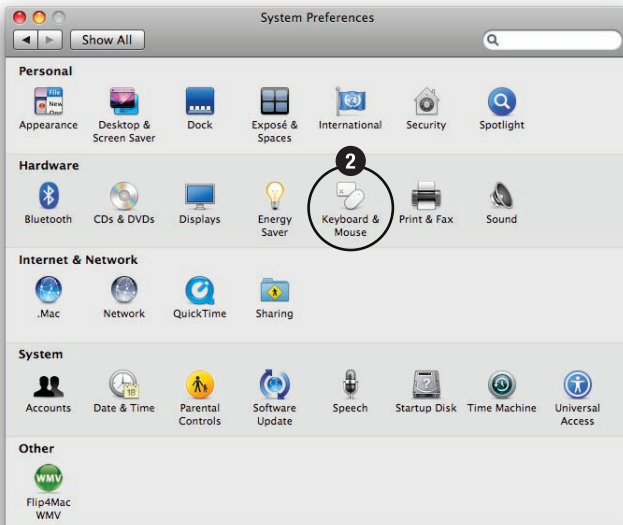 System Preferences
Show All
Personal
File
New
Appearance
Desktop &
Screen Saver
Dock
Exposé &
Spaces
International
Security
Spotlight
2
Hardware
Bluetooth
CDs & DVDs
Displays
Energy
Saver
Keyboard &
Mouse
Print & Fax
Sound
Internet & Network
.Mac
Network
QuickTime
Sharing
System
18
Accounts
Date & Time
Parental
Controls
Software
Update
Speech
Startup Disk
Time Machine
Universal
Access
Other
WMV
Flip4Mac
WMV